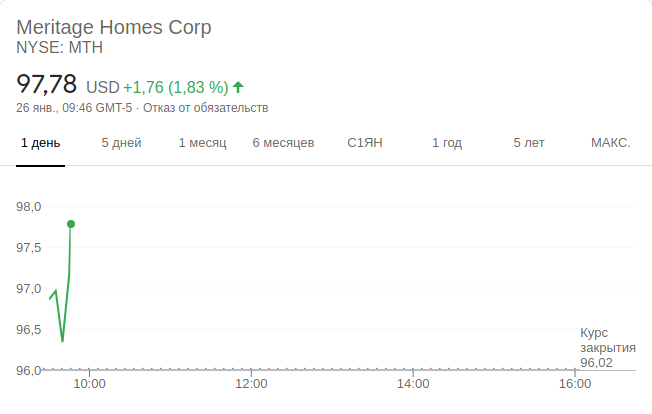 Meritage Homes Corp
NYSE: MTH
97,78 USD +1,76 (1,83 %)
26 янв., 09:46 GMT-5 · Отказ от обязательств
1 день 5 дней 1 месяц 6 месяцев С1ЯН 1 год 5 лет МАКС.
98,0
97,5
97,0
96,5
96,0
Курс
закрытия
96,02
10:00 12:00 14:00 16:00